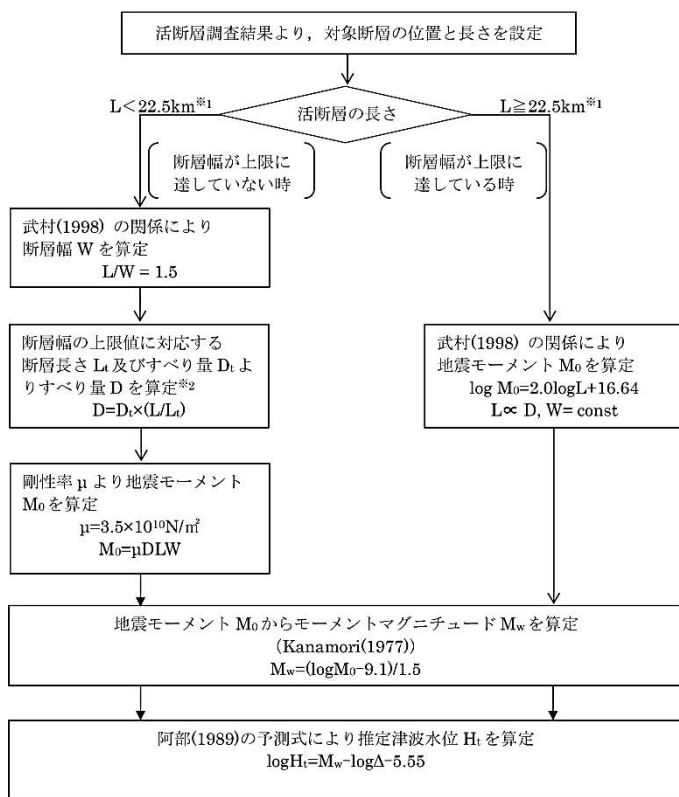 活断層調査結果より，対象断層の位置と長さを設定
L＜22.5km※1
活断層の長さ
L≧22.5km※1
断層幅が上限に
達していない時
断層幅が上限に
達している時
武村(1998) の関係により
断層幅 W を算定
L/W = 1.5
断層幅の上限値に対応する
断層長さ Lt 及びすべり量 Dt よ
りすべり量 D を算定※2
D=Dt×(L/Lt)
剛性率 µ より地震モーメント
M0 を算定
µ=3.5×10¹⁰N/㎡
M0=µDLW
武村(1998) の関係により
地震モーメント M0 を算定
log M0=2.0logL+16.64
L∝ D, W= const
地震モーメント M0 からモーメントマグニチュード Mw を算定
（Kanamori(1977)）
Mw=(logM0-9.1)/1.5
阿部(1989)の予測式により推定津波水位 Ht を算定
logHt=Mw-logΔ-5.55